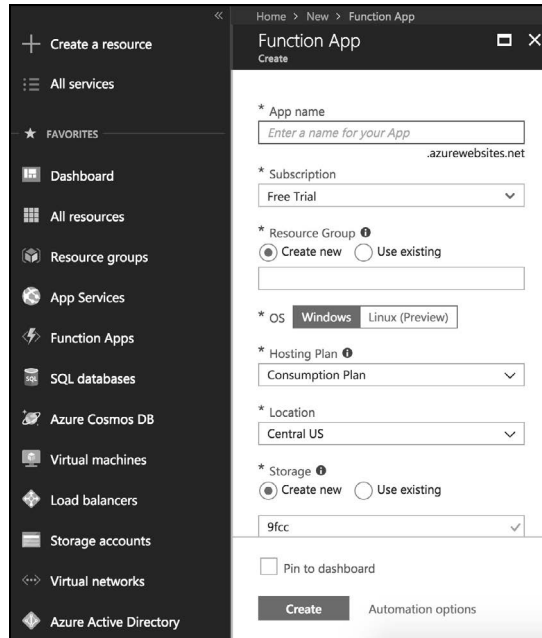 Create a resource
All services
FAVORITES
Dashboard
All resources
Resource groups
App Services
Function Apps
SQL
SQL databases
Azure Cosmos DB
Virtual machines
Load balancers
Storage accounts
Virtual networks
Azure Active Directory
Home > New > Function App
Function App
Create
* App name
Enter a name for your App
.azurewebsites.net
* Subscription
Free Trial
* Resource Group
Create new Use existing
* OS Windows Linux (Preview)
* Hosting Plan
Consumption Plan
* Location
Central US
* Storage
Create new Use existing
9fcc
Pin to dashboard
Create Automation options